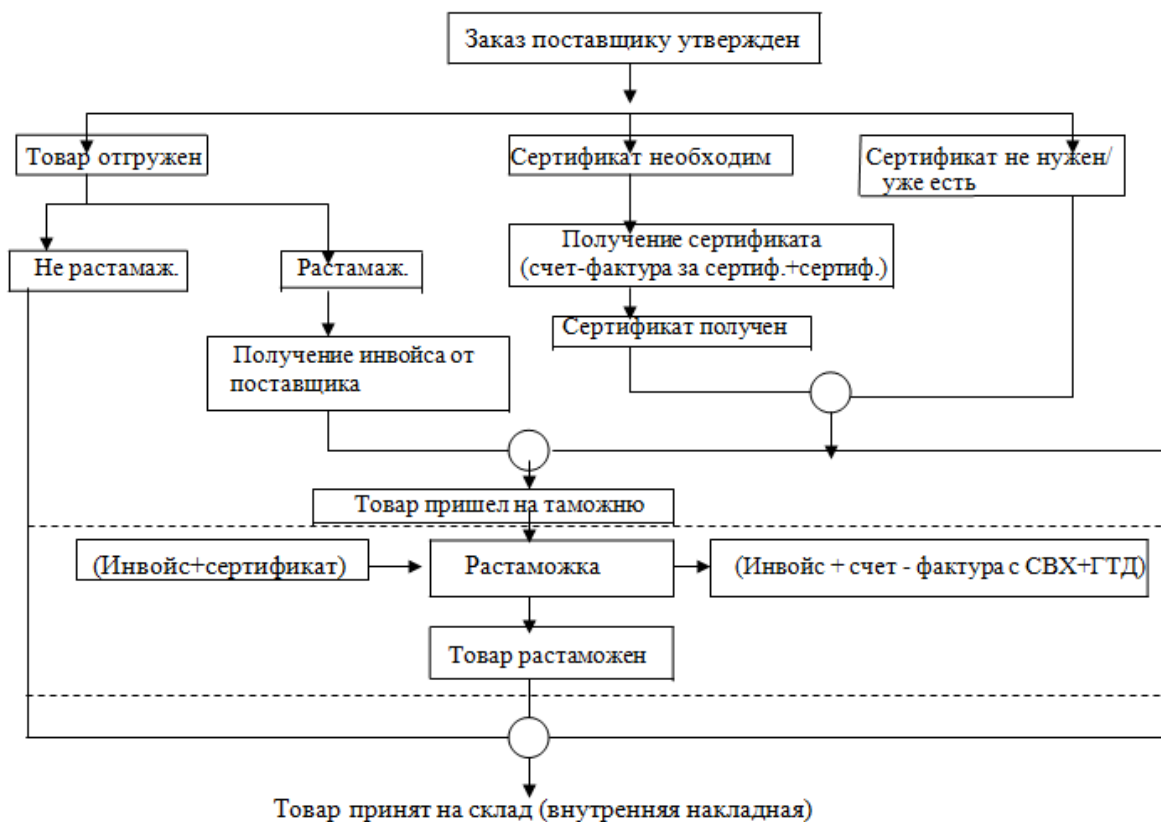 Заказ поставщику утвержден
Товар отгружен
Сертификат необходим
Сертификат не нужен/
уже есть
Не растамаж.
Растамаж.
Получение сертификата
(счет-фактура за сертиф.+сертиф.)
Сертификат получен
Получение инвойса от
поставщика
Товар пришел на таможню
(Инвойс+сертификат)
Растаможка
(Инвойс + счет - фактура с СВХ+ГТД)
Товар растаможен
Товар принят на склад (внутренняя накладная)